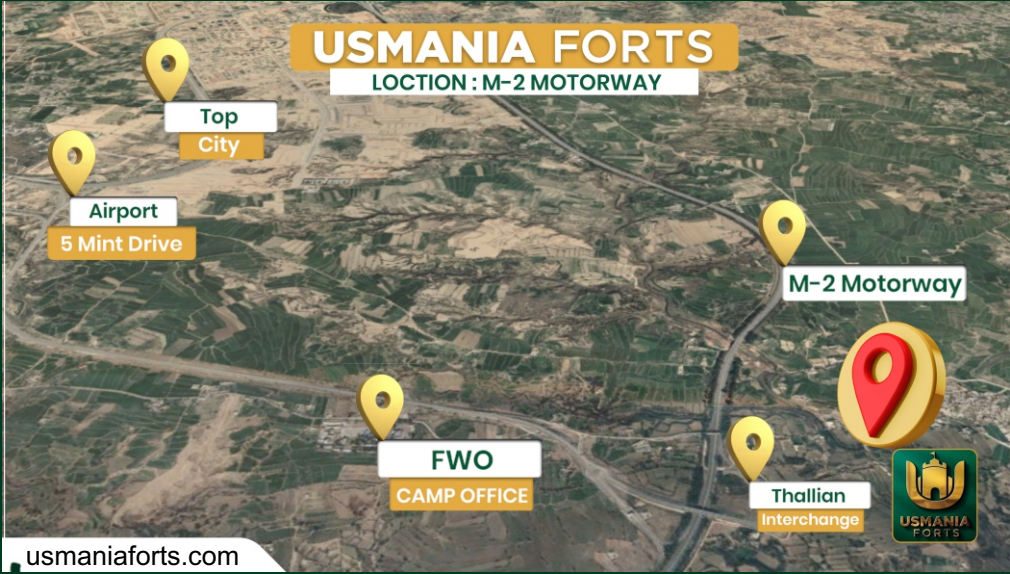 USMANIA FORTS
LOCTION : M-2 MOTORWAY
Top
City
Airport
5 Mint Drive
M-2 Motorway
FWO
CAMP OFFICE
Thallian
Interchange
USMANIA
FORTS
usmaniaforts.com